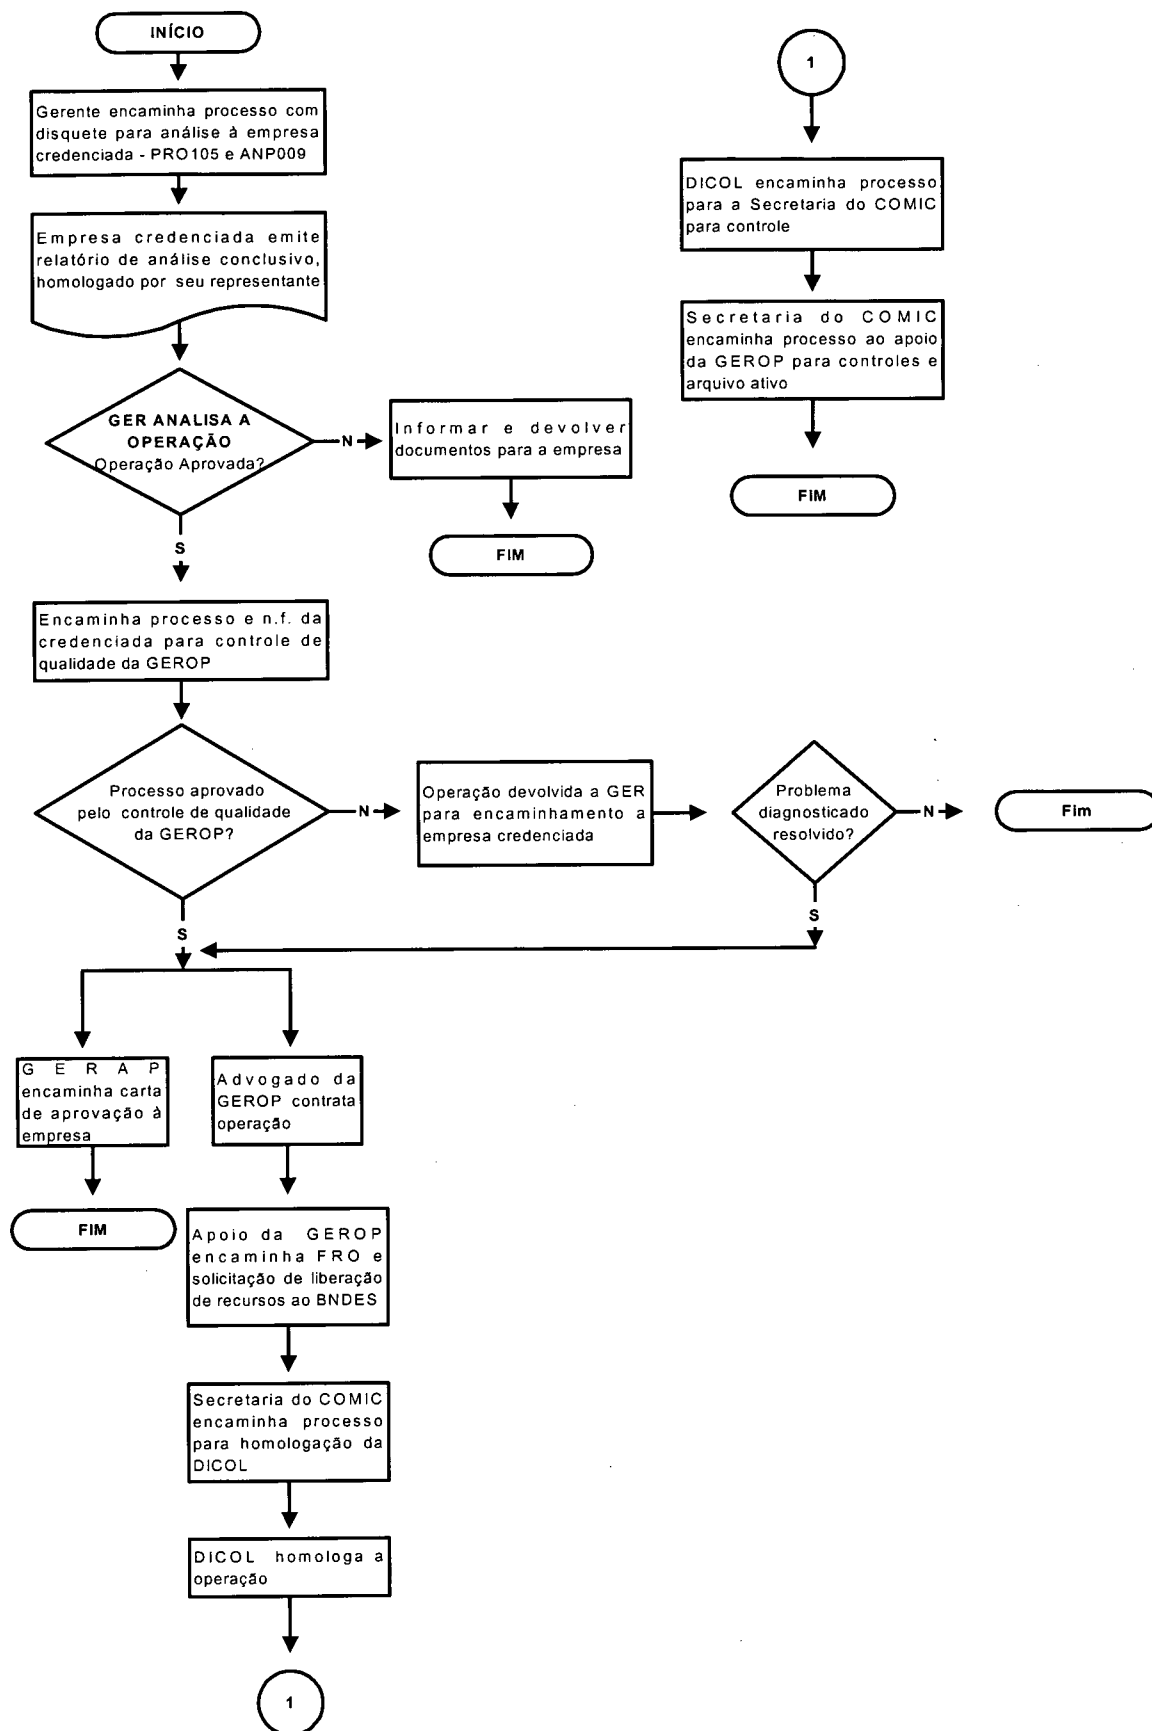 INÍCIO
Gerente encaminha processo com
disquete para análise à empresa
credenciada - PRO105 e ANP009
Empresa credenciada emite
relatório de análise conclusivo,
homologado por seu representante
GER ANALISA A
OPERAÇÃO
Operação Aprovada?
N
Informar e devolver
documentos para a empresa
FIM
S
Encaminha processo e n.f. da
credenciada para controle de
qualidade da GEROP
Processo aprovado
pelo controle de qualidade
da GEROP?
N
Operação devolvida a GER
para encaminhamento a
empresa credenciada
Problema
diagnosticado
resolvido?
N
Fim
S
S
GERAP
encaminha carta
de aprovação à
empresa
FIM
Advogado da
GEROP contrata
operação
Apoio da GEROP
encaminha FRO e
solicitação de liberação
de recursos ao BNDES
Secretaria do COMIC
encaminha processo
para homologação da
DICOL
DICOL homologa a
operação
1
1
DICOL encaminha processo
para a Secretaria do COMIC
para controle
Secretaria do COMIC
encaminha processo ao apoio
da GEROP para controles e
arquivo ativo
FIM